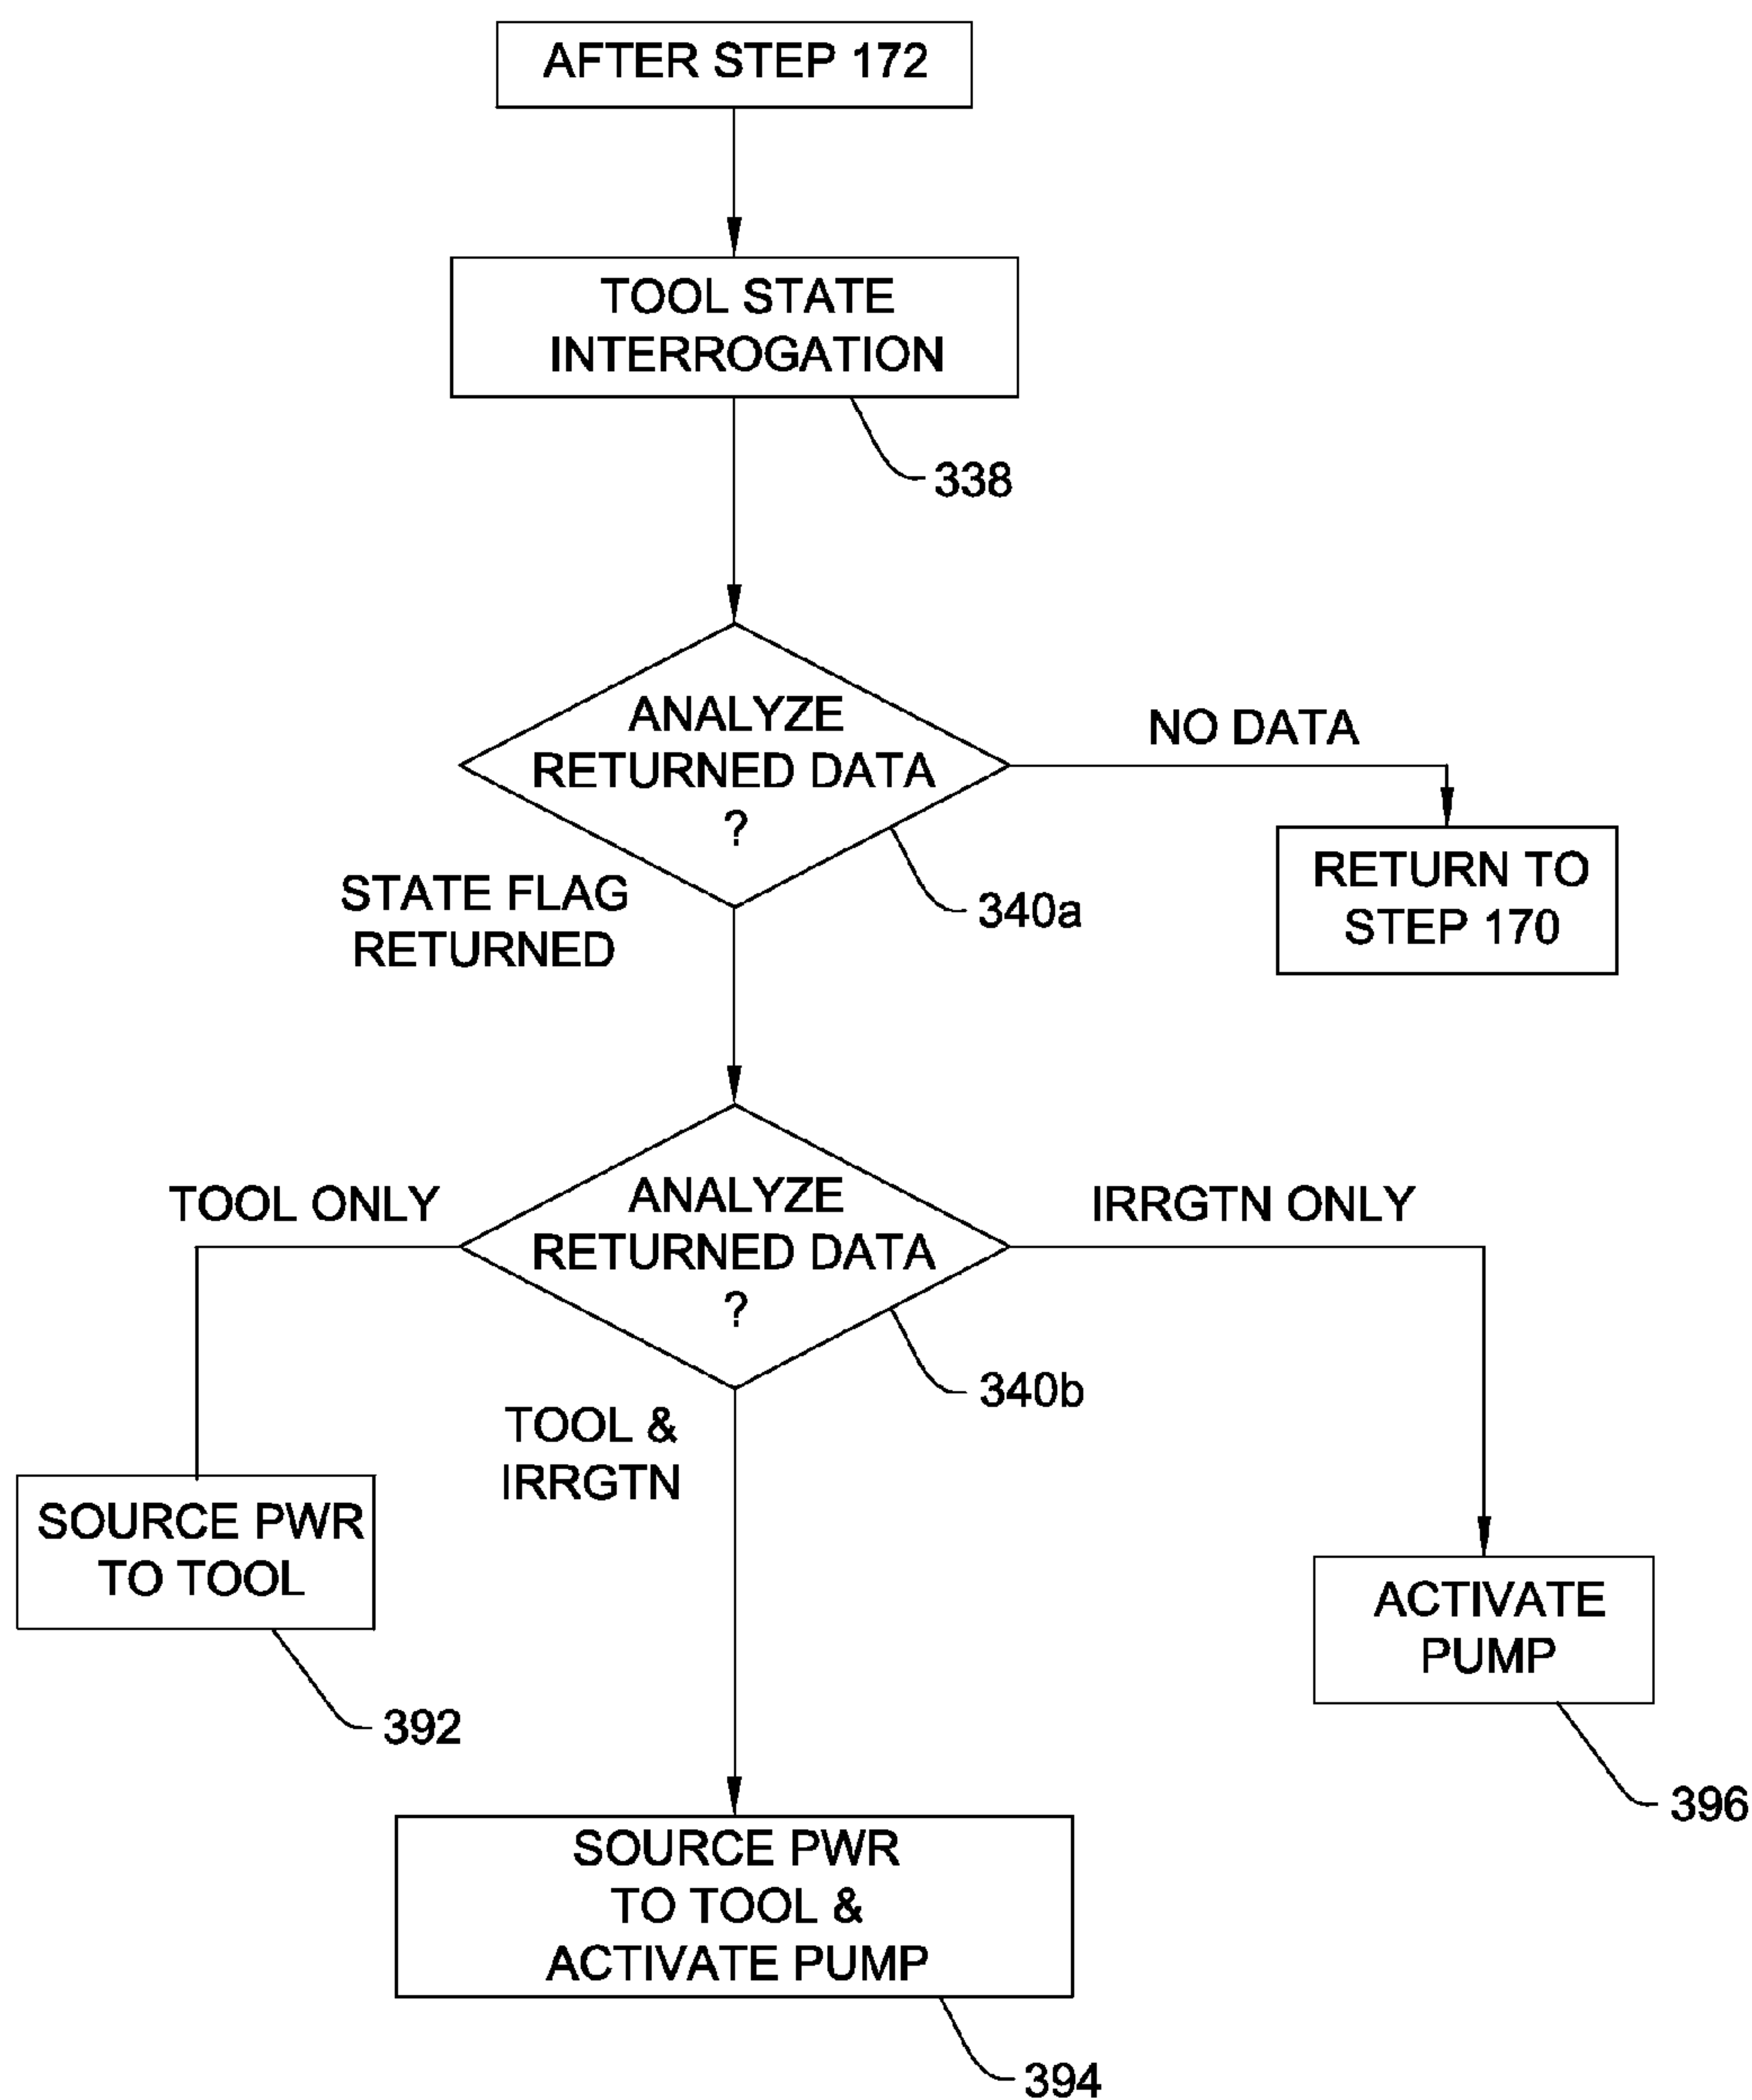 AFTER STEP 172
TOOL STATE
INTERROGATION
338
ANALYZE
RETURNED DATA
?
NO DATA
RETURN TO
STEP 170
340a
STATE FLAG
RETURNED
ANALYZE
RETURNED DATA
?
TOOL ONLY
IRRGTN ONLY
340b
TOOL &
IRRGTN
SOURCE PWR
TO TOOL
392
ACTIVATE
PUMP
396
SOURCE PWR
TO TOOL &
ACTIVATE PUMP
394